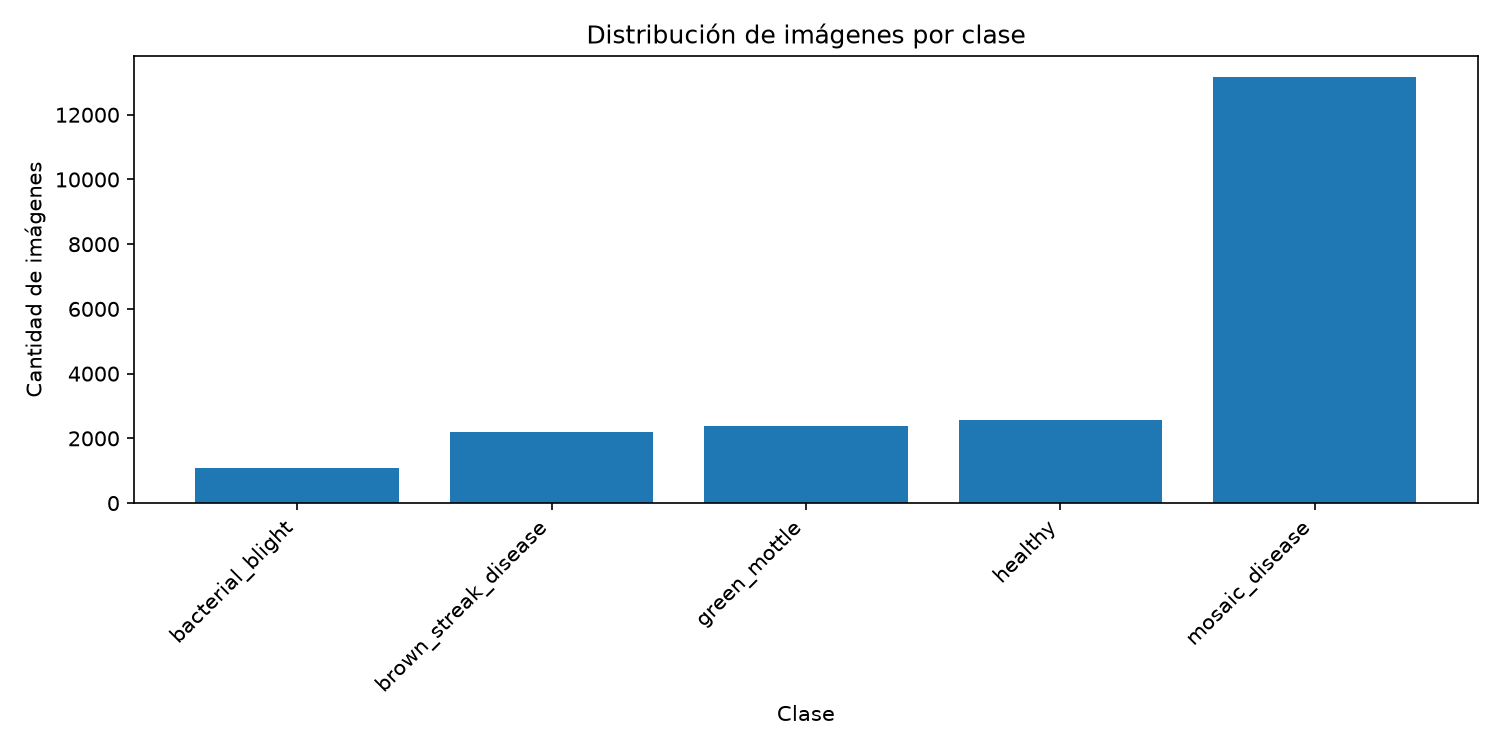 Distribución de imágenes por clase
Cantidad de imágenes
12000
10000
8000
6000
4000
2000
0
bacterial_blight
brown_streak_disease
green_mottle
healthy
mosaic_disease
Clase